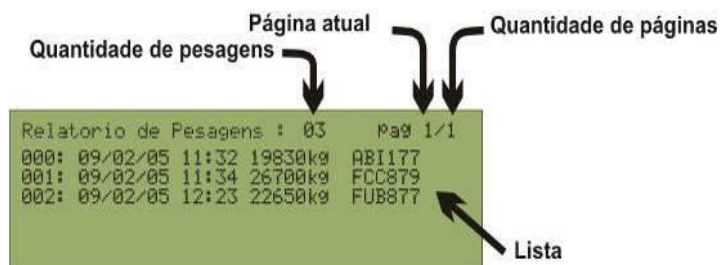 Página atual
Quantidade de páginas
Quantidade de pesagens
Relatorio de Pesagens : 03 pag 1/1
000: 09/02/05 11:32 19830kg ABI177
001: 09/02/05 11:34 26700kg FCC879
002: 09/02/05 12:23 22650kg FUB877
Lista